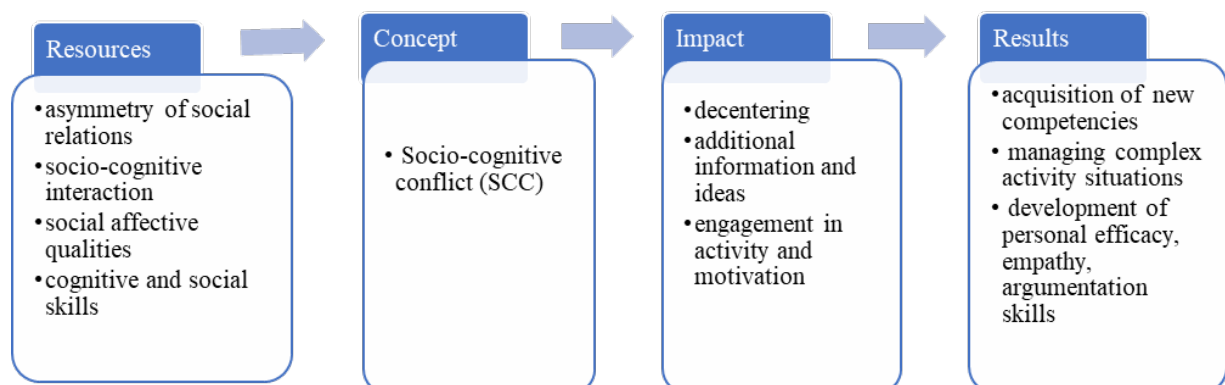 Resources
•asymmetry of social
relations
•socio-cognitive
interaction
•social affective
qualities
•cognitive and social
skills
Concept
• Socio-cognitive
conflict (SCC)
Impact
•decentering
•additional
information and
ideas
•engagement in
activity and
motivation
Results
•acquisition of new
competencies
• managing complex
activity situations
• development of
personal efficacy,
empathy,
argumentation
skills